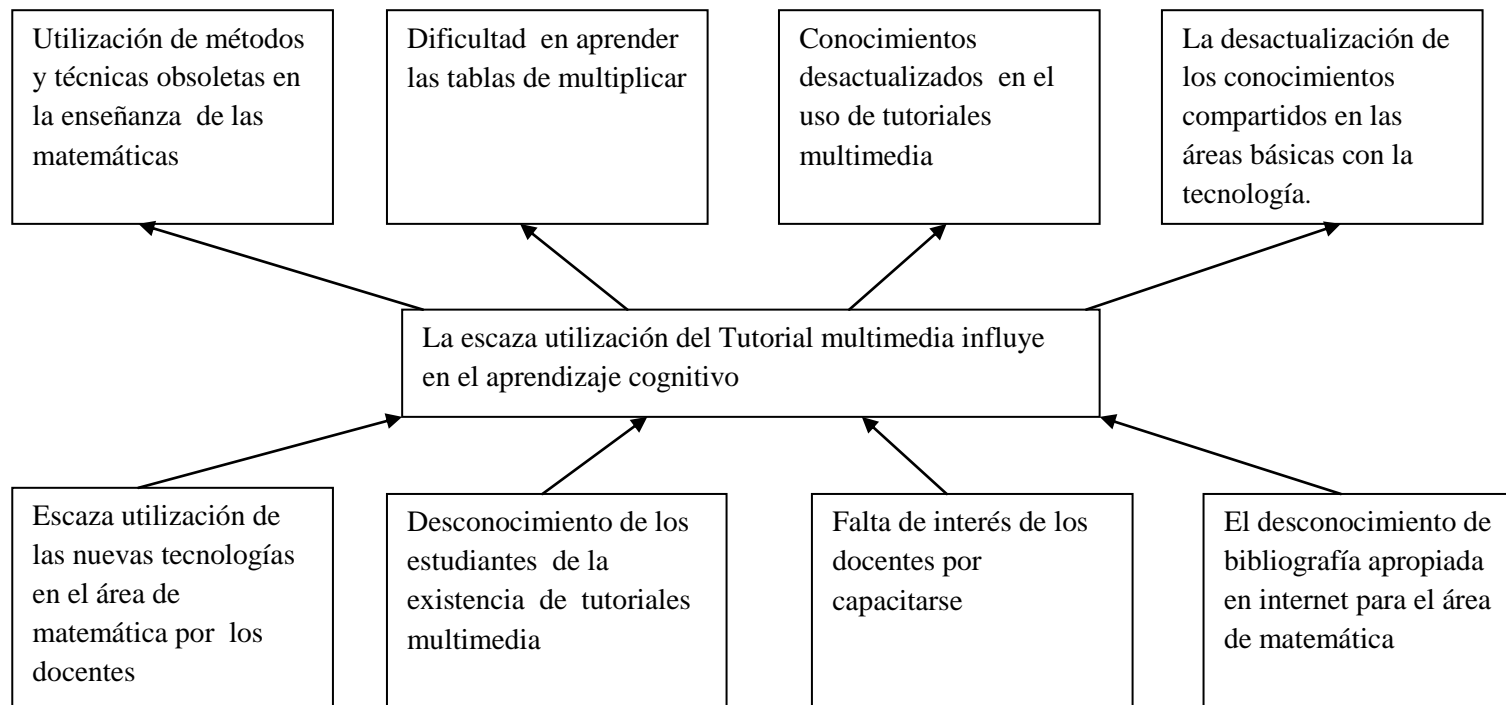 Utilización de métodos
y técnicas obsoletas en
la enseñanza de las
matemáticas
Dificultad en aprender
las tablas de multiplicar
Conocimientos
desactualizados en el
uso de tutoriales
multimedia
La desactualización de
los conocimientos
compartidos en las
áreas básicas con la
tecnología.
La escaza utilización del Tutorial multimedia influye
en el aprendizaje cognitivo
Escaza utilización de
las nuevas tecnologías
en el área de
matemática por los
docentes
Desconocimiento de los
estudiantes de la
existencia de tutoriales
multimedia
Falta de interés de los
docentes por
capacitarse
El desconocimiento de
bibliografía apropiada
en internet para el área
de matemática